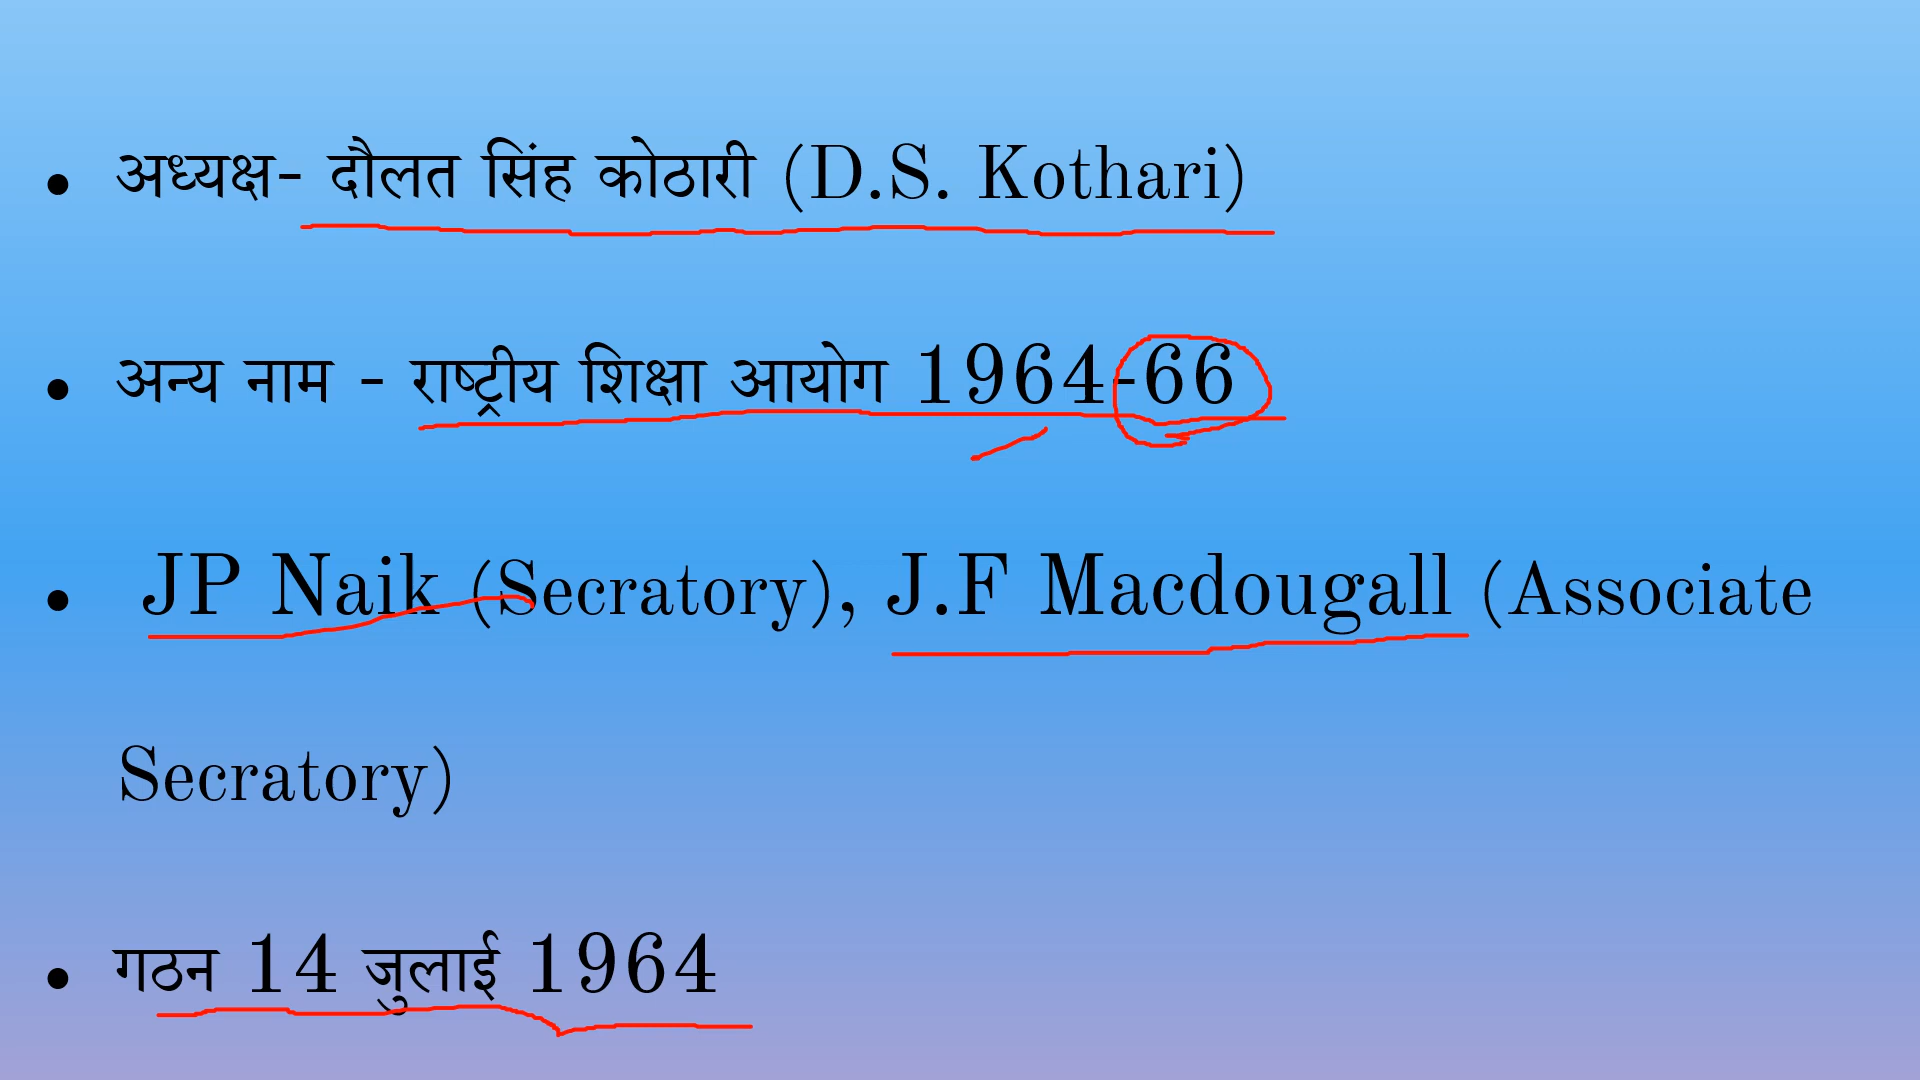 • अध्यक्ष- दौलत सिंह कोठारी (D.S. Kothari)
• अन्य नाम - राष्ट्रीय शिक्षा आयोग 1964-66
• JP Naik (Secratory), J.F Macdougall (Associate
Secratory)
• गठन 14 जुलाई 1964